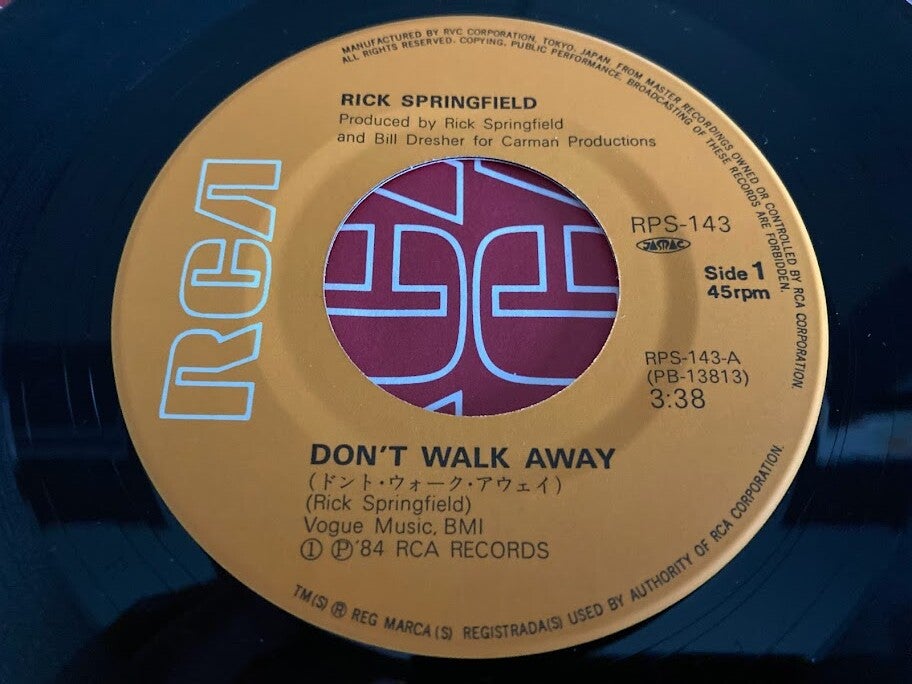 MANUFACTURED BY RVC CORPORATION, TOKYO, JAPAN. FROM MASTER RECORDINGS OWNED OR CONTROLLED BY RCA CORPORATION.
ALL RIGHTS RESERVED. COPYING, PUBLIC PERFORMANCE, BROADCASTING OF THESE RECORDS ARE FORBIDDEN.
RICK SPRINGFIELD
Produced by Rick Springfield
and Bill Dresher for Carman Productions
RCA
RPS-143
JASRAC
Side 1
45rpm
RPS-143-A
(PB-13813)
3:38
DON'T WALK AWAY
(ドント・ウォーク・アウェイ)
(Rick Springfield)
Vogue Music, BMI
Ⓘ Ⓟ'84 RCA RECORDS
TM(S) ® REG MARCA(S) REGISTRADA(S) USED BY AUTHORITY OF RCA CORPORATION.